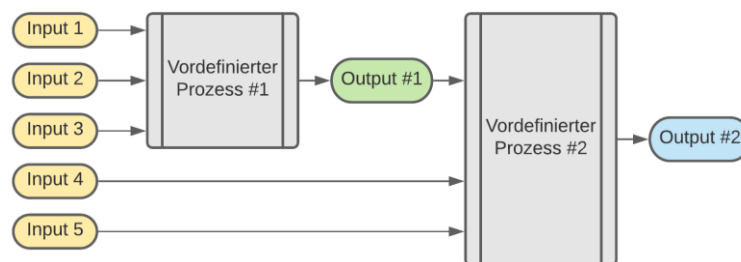 Input 1
Input 2
Input 3
Input 4
Input 5
Vordefinierter
Prozess #1
Output #1
Vordefinierter
Prozess #2
Output #2